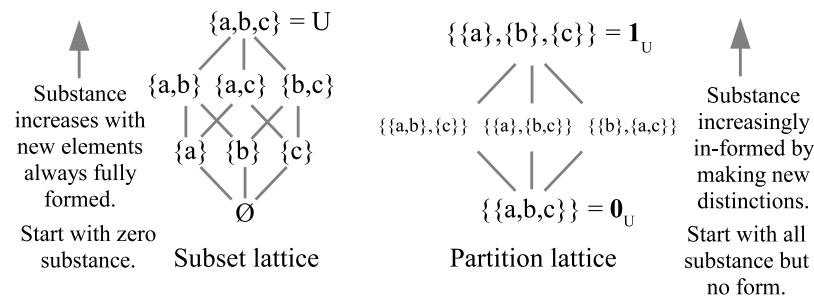 {a,b,c} = U
{a,b} {a,c} {b,c}
{a} {b} {c}
Ø
Substance
increases with
new elements
always fully
formed.
Start with zero
substance.
Subset lattice
{{a},{b},{c}} = 1U
{{a,b},{c}} {{a},{b,c}} {{b},{a,c}}
{{a,b,c}} = 0U
Partition lattice
Substance
increasingly
in-formed by
making new
distinctions.
Start with all
substance but
no form.